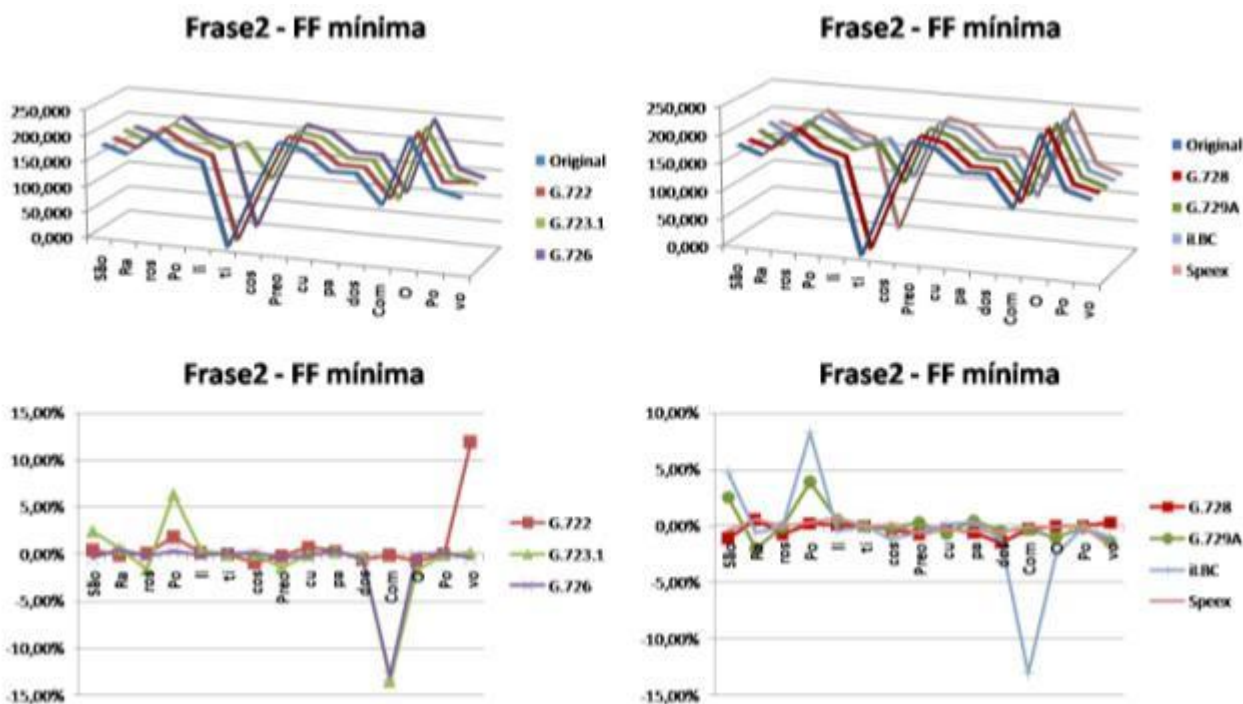 Frase2 - FF mínima
250,000
200,000
150,000
100,000
50,000
0,000
São
Ra
ros
Po
li
ti
cos
Preo
cu
pa
dos
Com
O
Po
vo
Original
G.722
G.723.1
G.726
Frase2 - FF mínima
250,000
200,000
150,000
100,000
50,000
0,000
São
Ra
ros
Po
li
ti
cos
Preo
cu
pa
dos
Com
O
Po
vo
Original
G.728
G.729A
iLBC
Speex
Frase2 - FF mínima
15,00%
10,00%
5,00%
0,00%
-5,00%
-10,00%
-15,00%
São
Ra
ros
Po
li
ti
cos
Preo
cu
pa
dos
Com
O
Po
vo
G.722
G.723.1
G.726
Frase2 - FF mínima
10,00%
5,00%
0,00%
-5,00%
-10,00%
-15,00%
São
Ra
ros
Po
li
ti
cos
Preo
cu
pa
dos
Com
O
Po
vo
G.728
G.729A
iLBC
Speex